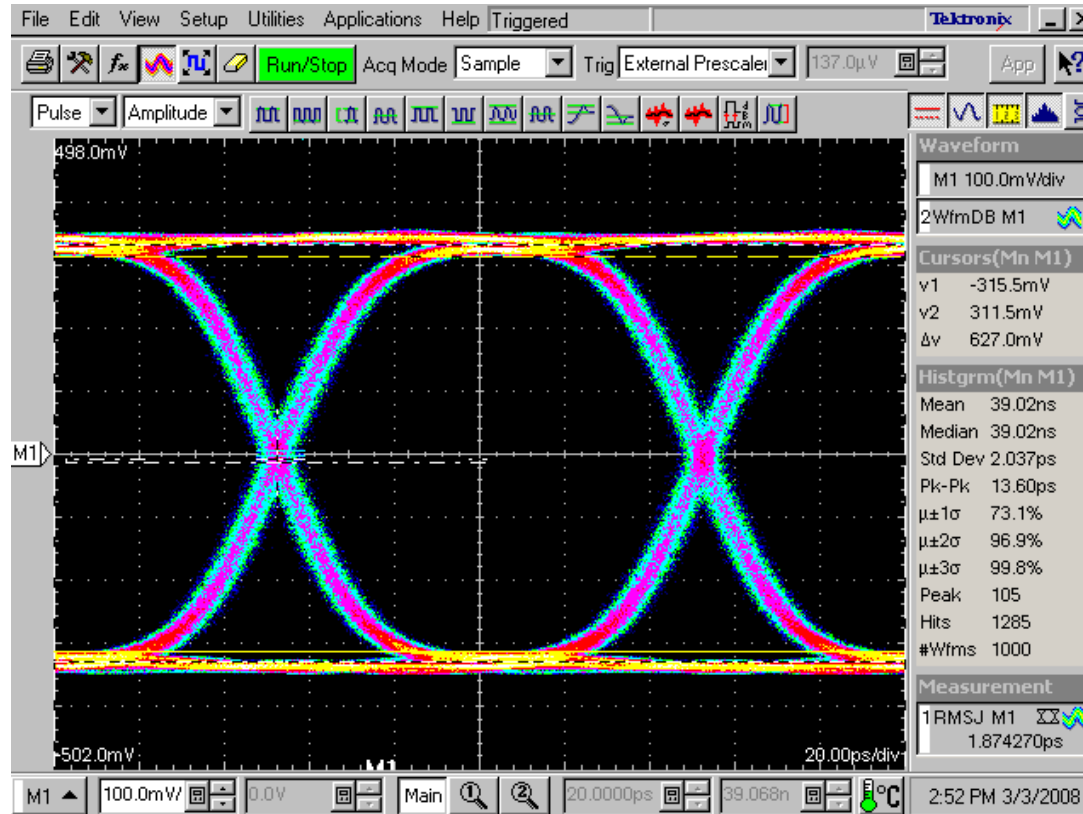 File Edit View Setup Utilities Applications Help Triggered Tektronix
Run/Stop Acq Mode Sample Trig External Prescaler 137.0µV App
Pulse Amplitude
498.0mV
Waveform
M1 100.0mV/div
2WfmDB M1
Cursors(Mn M1)
v1 -315.5mV
v2 311.5mV
Δv 627.0mV
Histgrm(Mn M1)
Mean 39.02ns
Median 39.02ns
M1
Std Dev 2.037ps
Pk-Pk 13.60ps
µ±1σ 73.1%
µ±2σ 96.9%
µ±3σ 99.8%
Peak 105
Hits 1285
#Wfms 1000
Measurement
1RMSJ M1
1.874270ps
-502.0mV M1 20.00ps/div
M1 100.0mV/ 0.0V Main 1 2 20.0000ps 39.068n °C 2:52 PM 3/3/2008